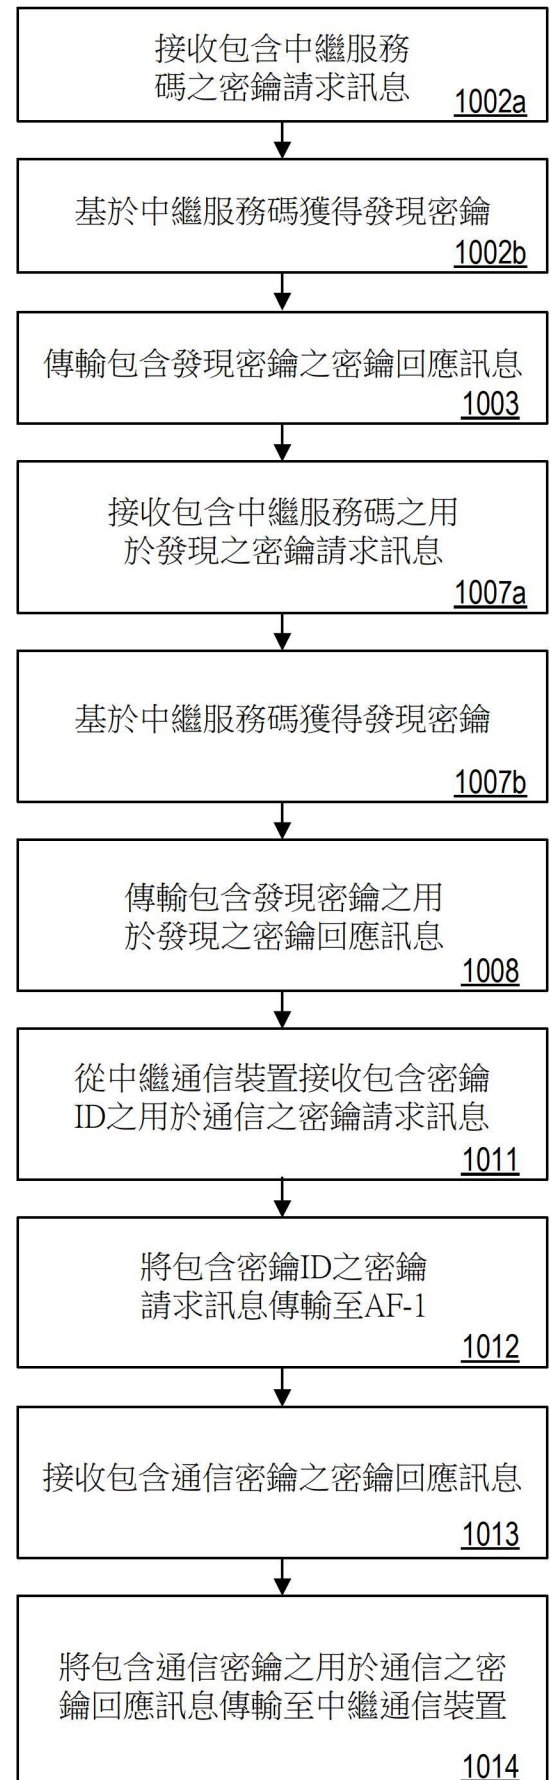 接收包含中繼服務
碼之密鑰請求訊息
1002a
基於中繼服務碼獲得發現密鑰
1002b
傳輸包含發現密鑰之密鑰回應訊息
1003
接收包含中繼服務碼之用
於發現之密鑰請求訊息
1007a
基於中繼服務碼獲得發現密鑰
1007b
傳輸包含發現密鑰之用
於發現之密鑰回應訊息
1008
從中繼通信裝置接收包含密鑰
ID之用於通信之密鑰請求訊息
1011
將包含密鑰ID之密鑰
請求訊息傳輸至AF-1
1012
接收包含通信密鑰之密鑰回應訊息
1013
將包含通信密鑰之用於通信之密
鑰回應訊息傳輸至中繼通信裝置
1014